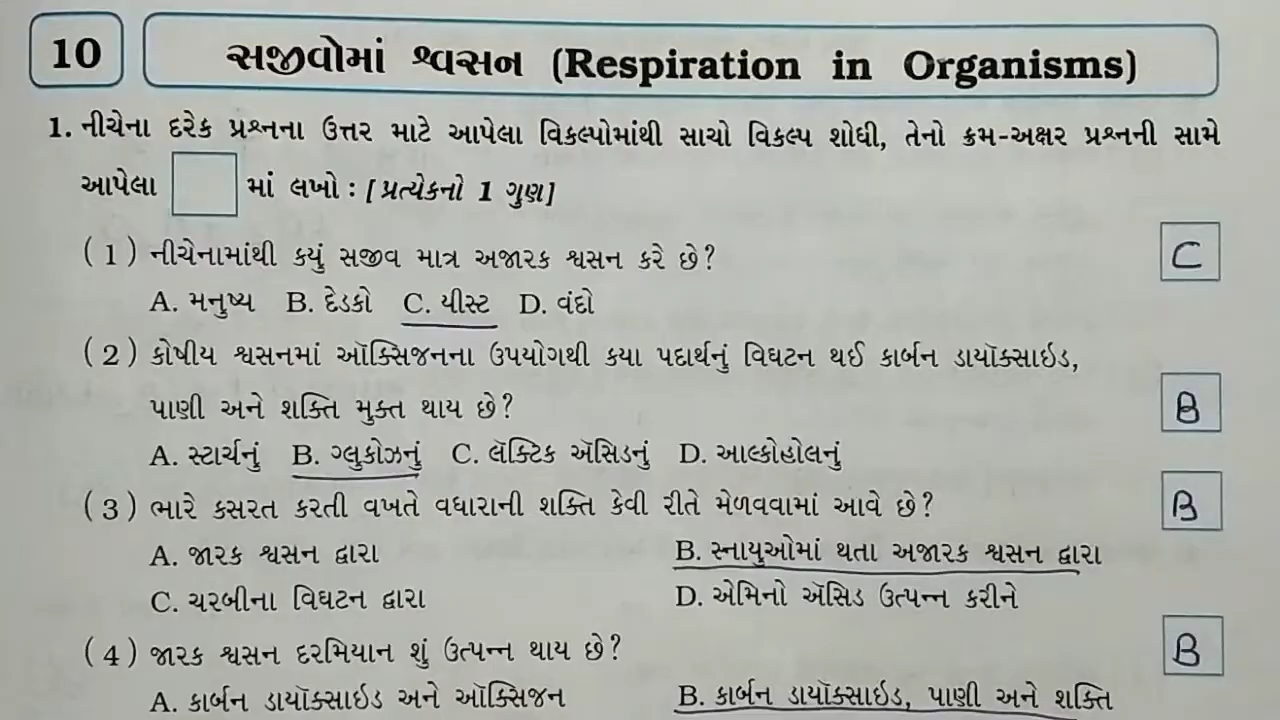 10 સજીવોમાં શ્વસન (Respiration in Organisms)
1. નીચેના દરેક પ્રશ્નના ઉત્તર માટે આપેલા વિકલ્પોમાંથી સાચો વિકલ્પ શોધી, તેનો ક્રમ-અક્ષર પ્રશ્નની સામે
આપેલા માં લખો : [પ્રત્યેકનો 1 ગુણ]
(1) નીચેનામાંથી કયું સજીવ માત્ર અજારક શ્વસન કરે છે? C
A. મનુષ્ય B. દેડકો C. યીસ્ટ D. વંદો
(2) કોષીય શ્વસનમાં ઑક્સિજનના ઉપયોગથી કયા પદાર્થનું વિઘટન થઈ કાર્બન ડાયૉક્સાઇડ,
પાણી અને શક્તિ મુક્ત થાય છે? B
A. સ્ટાર્ચનું B. ગ્લુકોઝનું C. લૅક્ટિક ઍસિડનું D. આલ્કોહોલનું
(3) ભારે કસરત કરતી વખતે વધારાની શક્તિ કેવી રીતે મેળવવામાં આવે છે? B
A. જારક શ્વસન દ્વારા B. સ્નાયુઓમાં થતા અજારક શ્વસન દ્વારા
C. ચરબીના વિઘટન દ્વારા D. એમિનો ઍસિડ ઉત્પન્ન કરીને
(4) જારક શ્વસન દરમિયાન શું ઉત્પન્ન થાય છે? B
A. કાર્બન ડાયૉક્સાઇડ અને ઑક્સિજન B. કાર્બન ડાયૉક્સાઇડ, પાણી અને શક્તિ